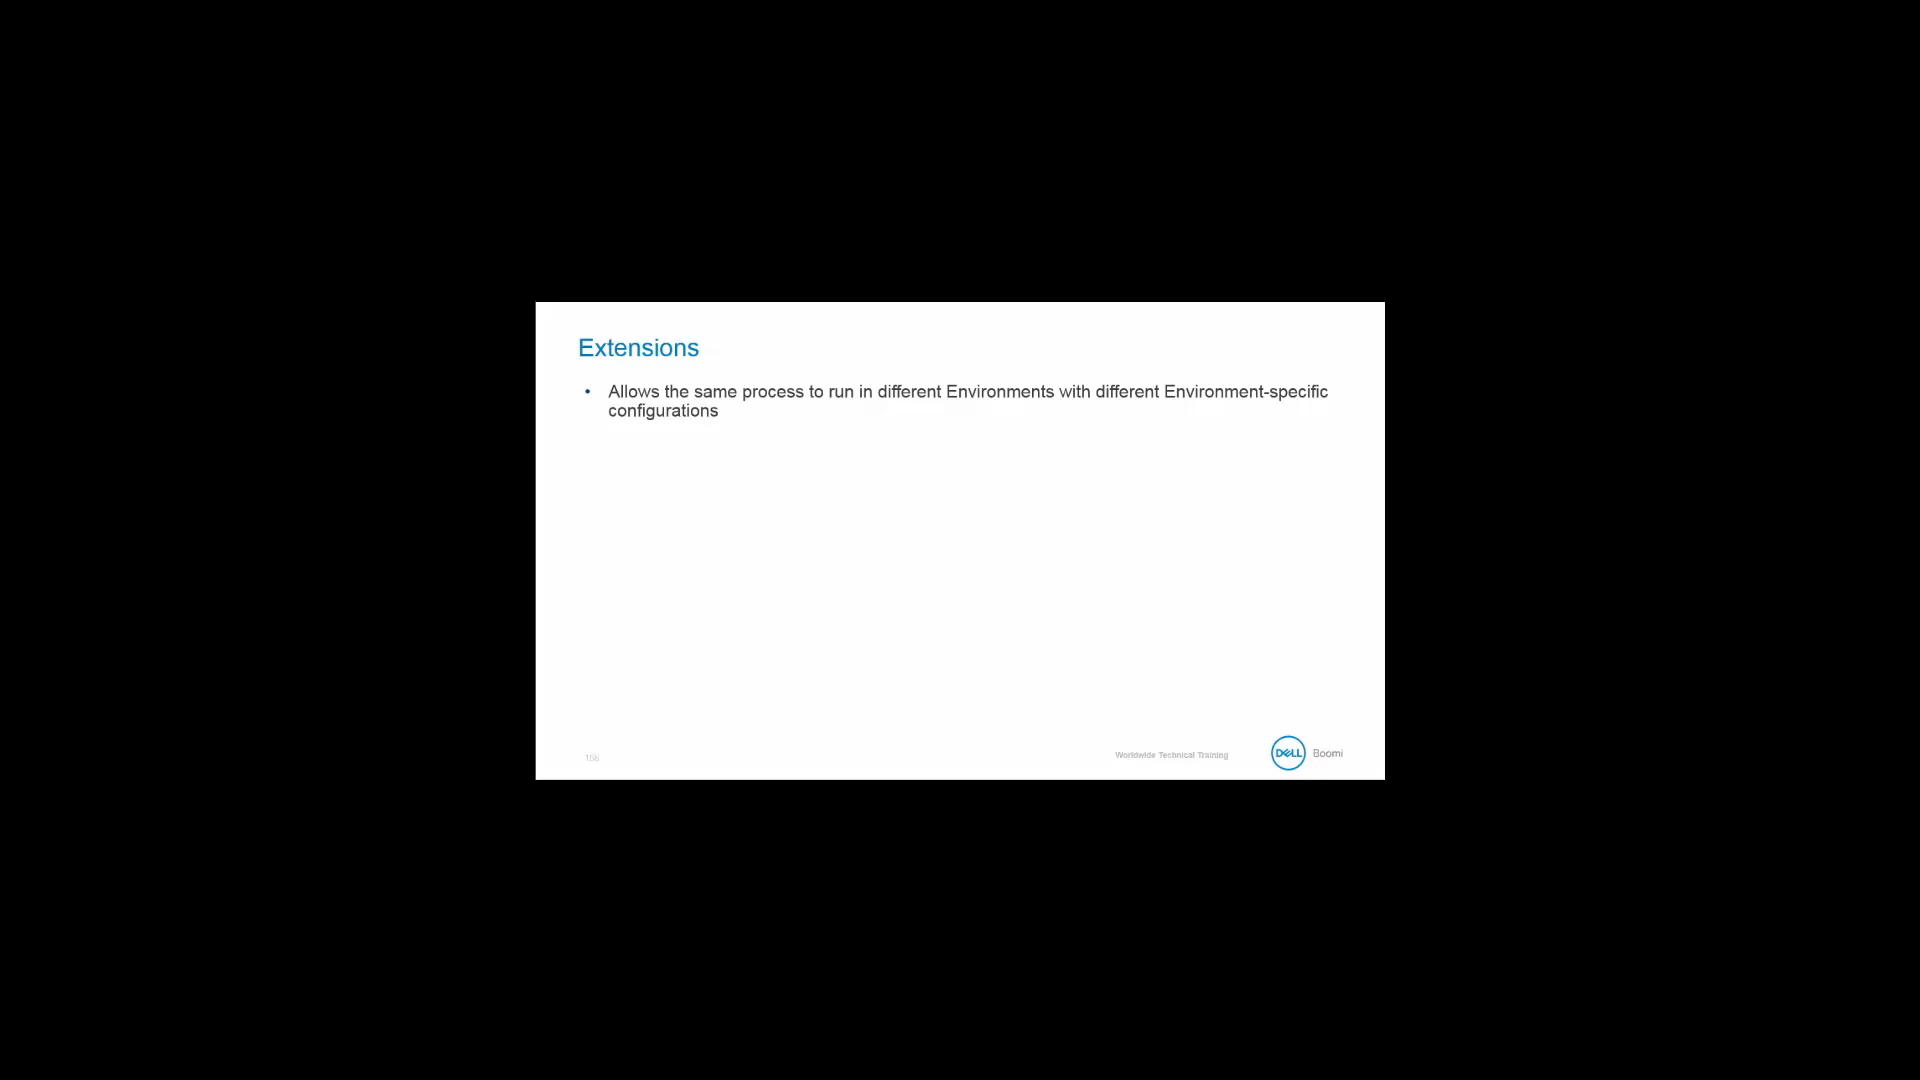 Extensions
• Allows the same process to run in different Environments with different Environment-specific
configurations
Worldwide Technical Training
DELL Boomi